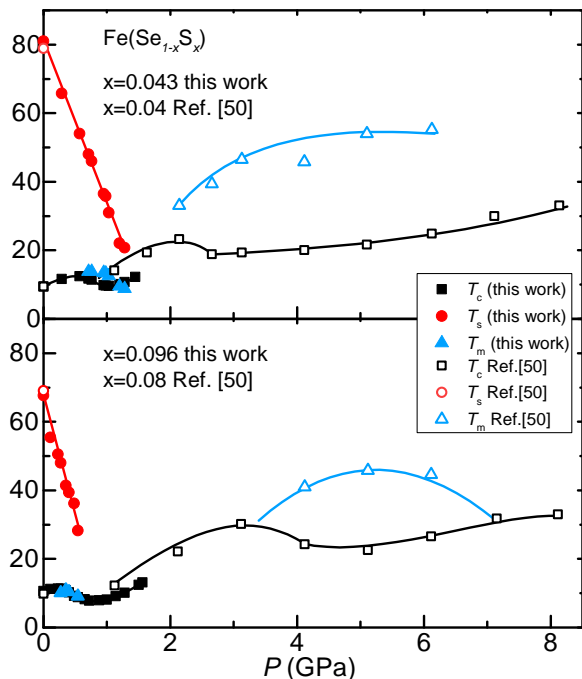 80
60
40
20
0
Fe(Se1-xSx)
x=0.043 this work
x=0.04 Ref. [50]
Tc (this work)
Ts (this work)
Tm (this work)
Tc Ref.[50]
Ts Ref.[50]
Tm Ref.[50]
80
60
40
20
0
x=0.096 this work
x=0.08 Ref. [50]
0 2 4 6 8
P (GPa)